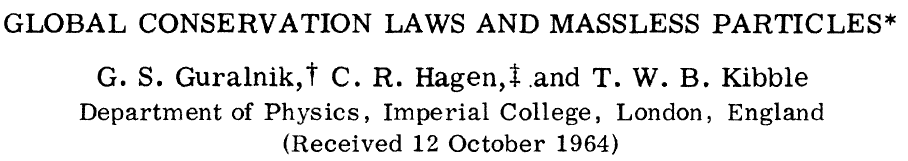 GLOBAL CONSERVATION LAWS AND MASSLESS PARTICLES*
G. S. Guralnik,† C. R. Hagen,‡ and T. W. B. Kibble
Department of Physics, Imperial College, London, England
(Received 12 October 1964)